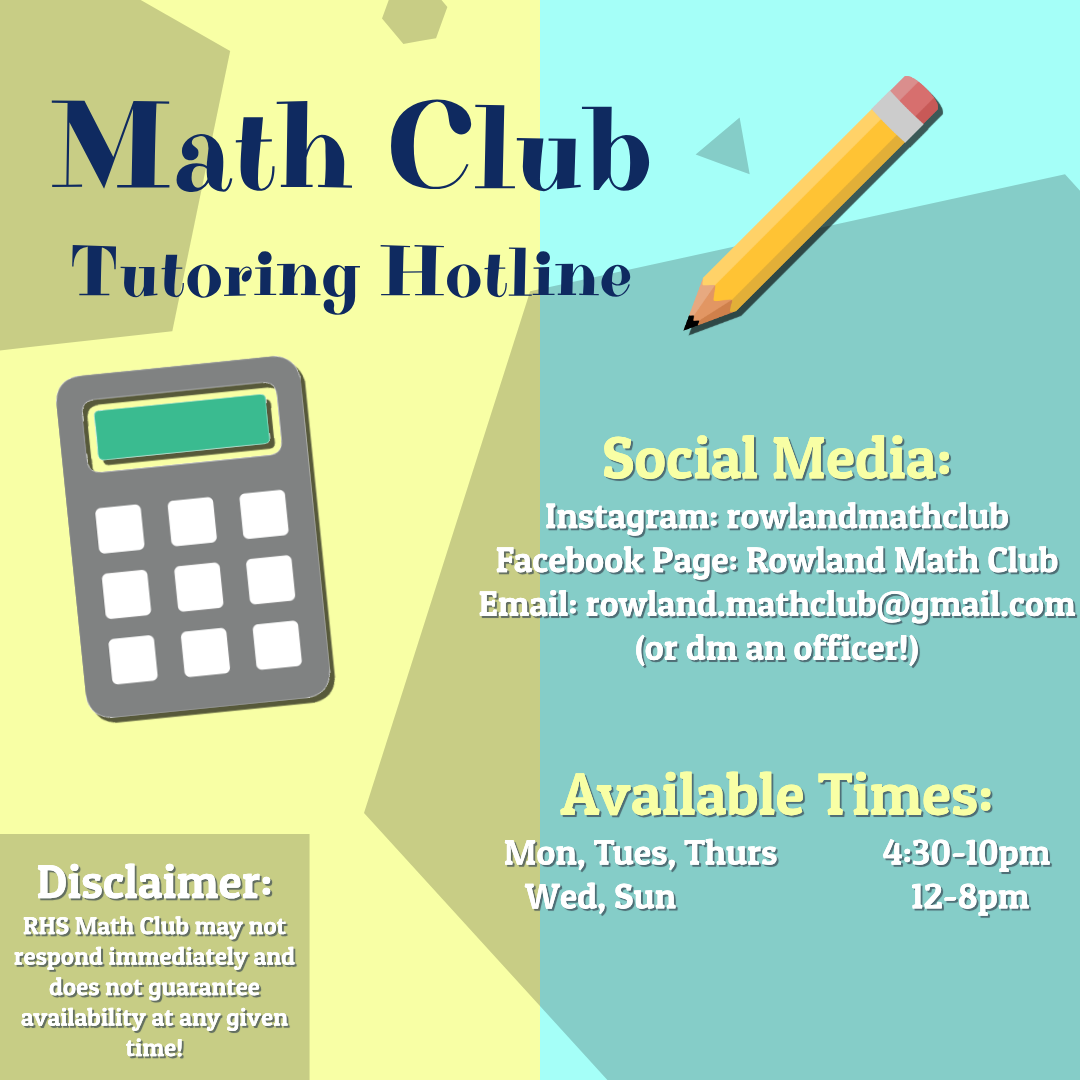 Math Club
Tutoring Hotline
Social Media:
Instagram: rowlandmathclub
Facebook Page: Rowland Math Club
Email: rowland.mathclub@gmail.com
(or dm an officer!)
Available Times:
Mon, Tues, Thurs 4:30-10pm
Wed, Sun 12-8pm
Disclaimer:
RHS Math Club may not
respond immediately and
does not guarantee
availability at any given
time!